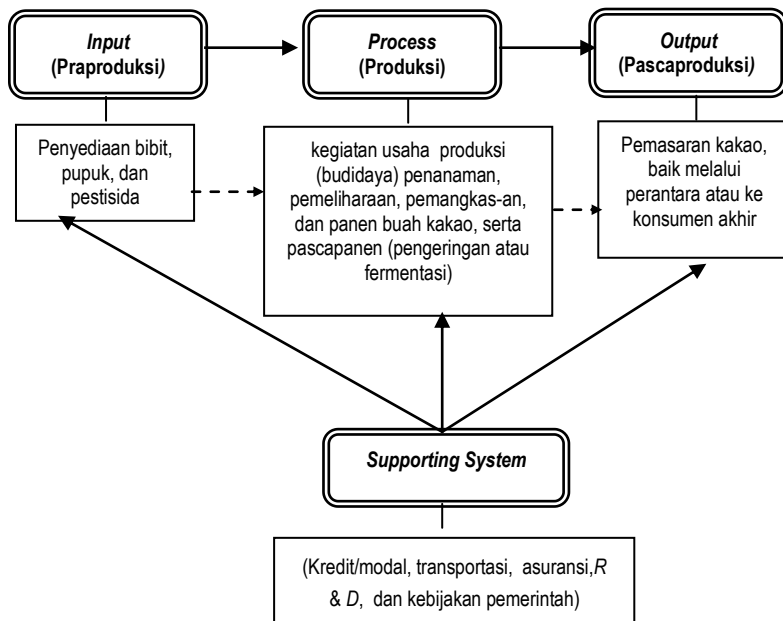 Input
(Praproduksi)
Process
(Produksi)
Output
(Pascaproduksi)
Penyediaan bibit,
pupuk, dan
pestisida
kegiatan usaha produksi
(budidaya) penanaman,
pemeliharaan, pemangkas-an,
dan panen buah kakao, serta
pascapanen (pengeringan atau
fermentasi)
Pemasaran kakao,
baik melalui
perantara atau ke
konsumen akhir
Supporting System
(Kredit/modal, transportasi, asuransi,R
& D, dan kebijakan pemerintah)